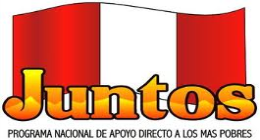 Juntos
PROGRAMA NACIONAL DE APOYO DIRECTO A LOS MAS POBRES